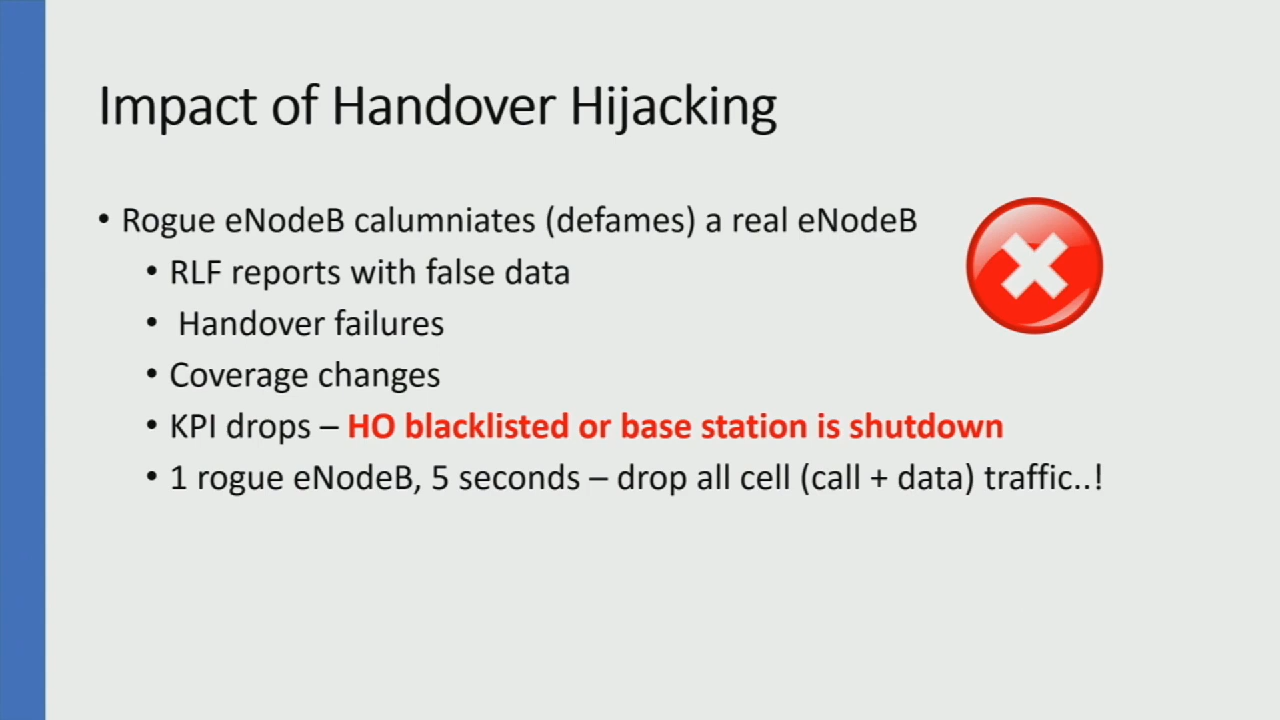 Impact of Handover Hijacking
• Rogue eNodeB calumniates (defames) a real eNodeB
• RLF reports with false data
• Handover failures
• Coverage changes
• KPI drops – HO blacklisted or base station is shutdown
• 1 rogue eNodeB, 5 seconds – drop all cell (call + data) traffic..!